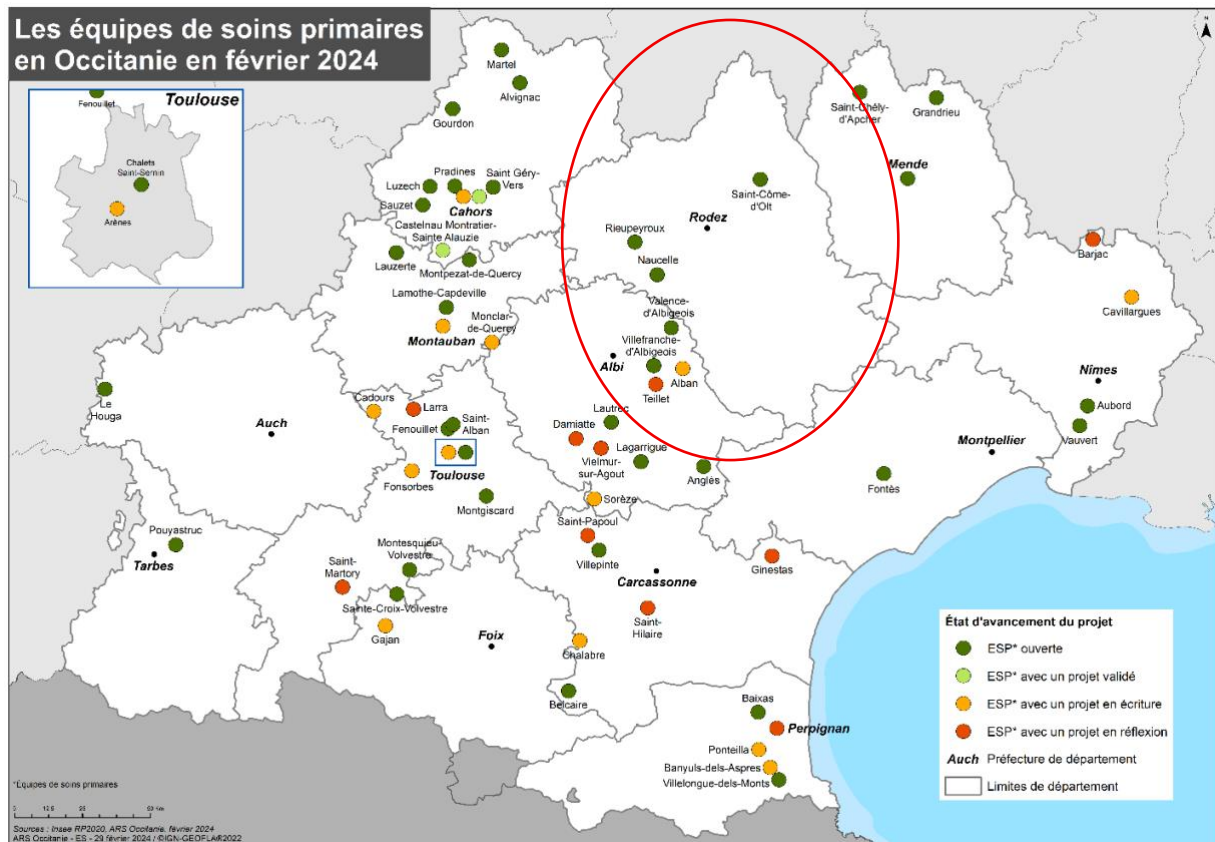 Les équipes de soins primaires
en Occitanie en février 2024
Toulouse
Fenouillet
Chalets
Saint-Sernin
Arènes
Martel
Alvignac
Gourdon
Pradines
Saint Géry-
Vers
Luzech
Sauzet
Cahors
Castelnau Montratier-
Sainte Alauzie
Lauzerte
Montpezat-de-Quercy
Lamothe-Capdeville
Monclar-
de-Quercy
Montauban
Saint-Chély-
d'Apcher
Grandrieu
Mende
Saint-Côme-
d'Olt
Rodez
Rieupeyroux
Naucelle
Valence-
d'Albigeois
Villefranche-
d'Albigeois
Albi
Alban
Teillet
Barjac
Cavillargues
Nîmes
Aubord
Vauvert
Montpellier
Fontès
Le
Houga
Auch
Cadours
Larra
Fenouillet
Saint-
Alban
Toulouse
Fonsorbes
Montgiscard
Lautrec
Damiatte
Vielmur-
sur-Agout
Lagarrigue
Anglès
Sorèze
Saint-Papoul
Villepinte
Carcassonne
Ginestas
Saint-
Hilaire
Pouyastruc
Tarbes
Saint-
Martory
Montesquieu-
Volvestre
Sainte-Croix-Volvestre
Gajan
Foix
Chalabre
Belcaire
Baixas
Perpignan
Ponteilla
Banyuls-dels-Aspres
Villelongue-dels-Monts
État d'avancement du projet
ESP* ouverte
ESP* avec un projet validé
ESP* avec un projet en écriture
ESP* avec un projet en réflexion
Auch Préfecture de département
Limites de département
*Équipes de soins primaires
0 12.5 25 50 Km
Sources : Insee RP2020, ARS Occitanie, février 2024
ARS Occitanie - ES - 29 février 2024 / ©IGN-GEOFLA®2022
N